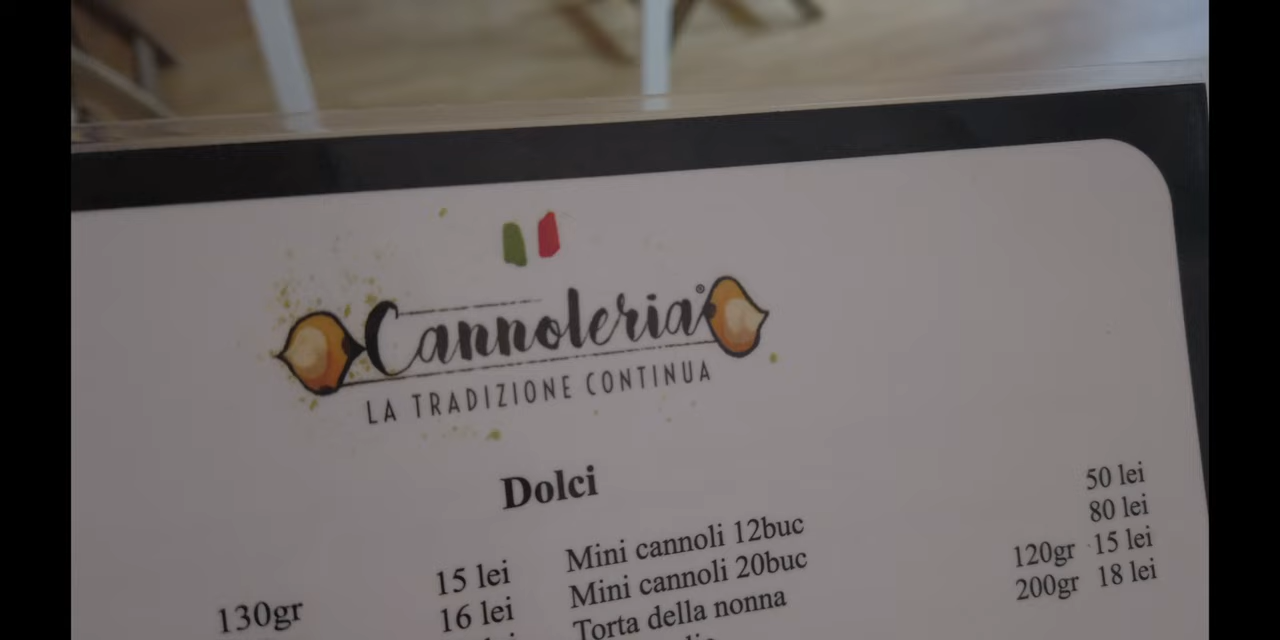 Cannoleria®
LA TRADIZIONE CONTINUA
Dolci
130gr 15 lei
16 lei
lei
Mini cannoli 12buc 50 lei
Mini cannoli 20buc 80 lei
Torta della nonna 120gr 15 lei
200gr 18 lei